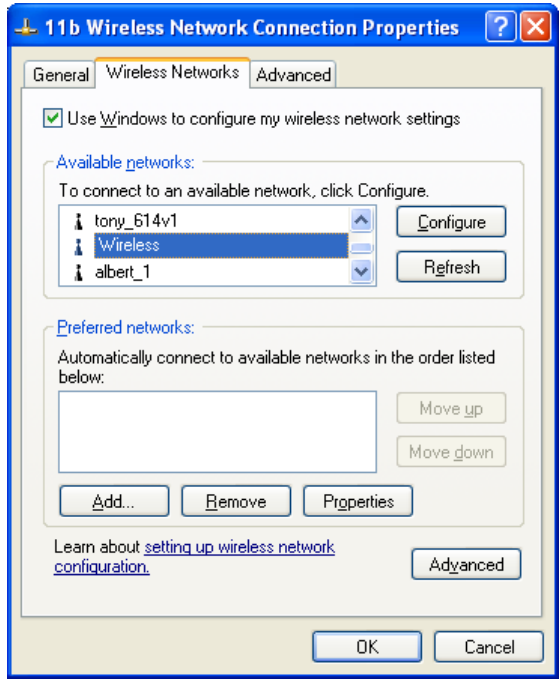 11b Wireless Network Connection Properties
General Wireless Networks Advanced
Use Windows to configure my wireless network settings
Available networks:
To connect to an available network, click Configure.
tony_614v1
Wireless
albert_1
Configure
Refresh
Preferred networks:
Automatically connect to available networks in the order listed
below:
Move up
Move down
Add... Remove Properties
Learn about setting up wireless network
configuration.
Advanced
OK Cancel